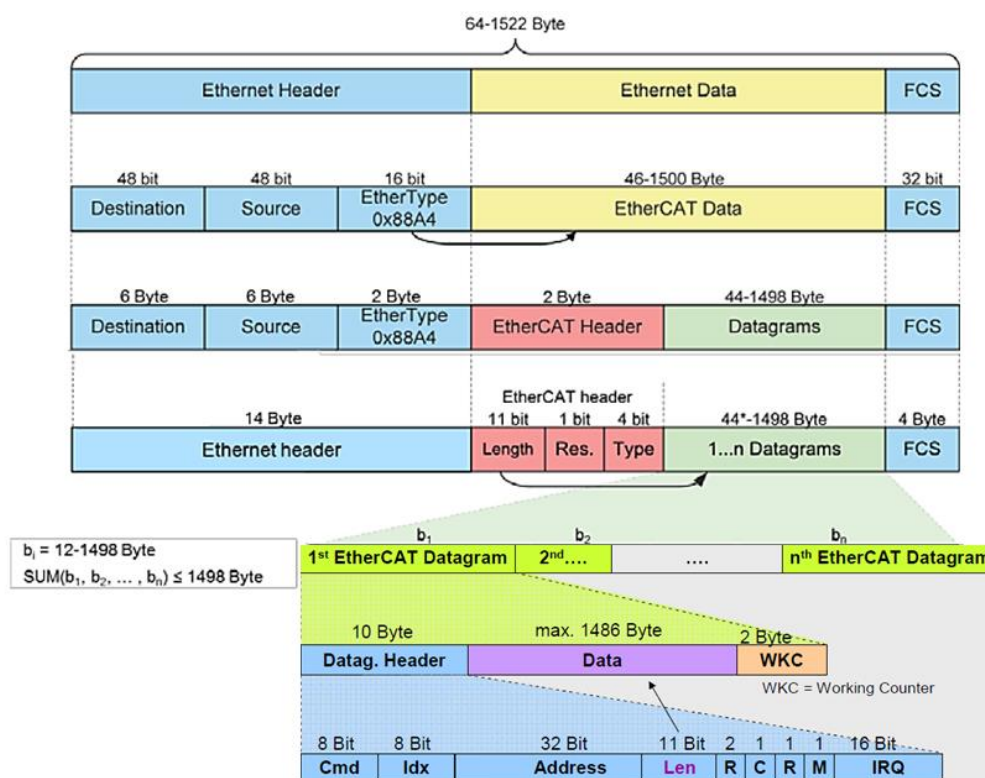 64-1522 Byte
Ethernet Header Ethernet Data FCS
48 bit 48 bit 16 bit 46-1500 Byte 32 bit
Destination Source EtherType
0x88A4 EtherCAT Data FCS
6 Byte 6 Byte 2 Byte 2 Byte 44-1498 Byte
Destination Source EtherType
0x88A4 EtherCAT Header Datagrams FCS
EtherCAT header
14 Byte 11 bit 1 bit 4 bit 44*-1498 Byte 4 Byte
Ethernet header Length Res. Type 1...n Datagrams FCS
bi = 12-1498 Byte
SUM(b1, b2, ... , bn) ≤ 1498 Byte
b1 b2 bn
1st EtherCAT Datagram 2nd.... .... nth EtherCAT Datagram
10 Byte max. 1486 Byte 2 Byte
Datag. Header Data WKC
WKC = Working Counter
8 Bit 8 Bit 32 Bit 11 Bit 2 1 1 1 16 Bit
Cmd Idx Address Len R C R M IRQ